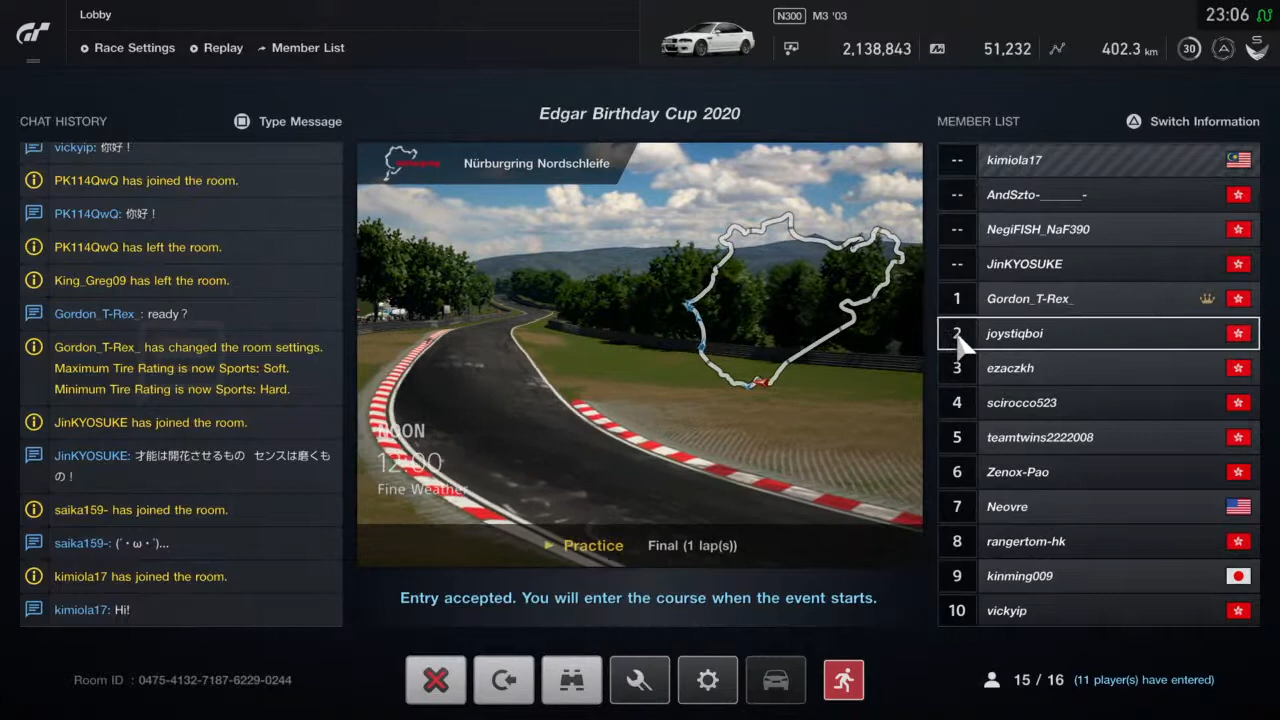 Lobby
N300 M3 '03
23:06
Race Settings Replay Member List
2,138,843 51,232 402.3 km 30 A S
Edgar Birthday Cup 2020
CHAT HISTORY Type Message
MEMBER LIST Switch Information
vickyip: 你好！
PK114QwQ has joined the room.
PK114QwQ: 你好！
PK114QwQ has left the room.
King_Greg09 has left the room.
Gordon_T-Rex_: ready？
Gordon_T-Rex_ has changed the room settings.
Maximum Tire Rating is now Sports: Soft.
Minimum Tire Rating is now Sports: Hard.
JinKYOSUKE has joined the room.
JinKYOSUKE: 才能は開花させるもの　センスは磨くも
の！
saika159- has joined the room.
saika159-: (´・ω・`)...
kimiola17 has joined the room.
kimiola17: Hi!
Nürburgring Nordschleife
NOON
12:00
Fine Weather
Practice Final (1 lap(s))
Entry accepted. You will enter the course when the event starts.
-- kimiola17
-- AndSzto-______-
-- NegiFISH_NaF390
-- JinKYOSUKE
1 Gordon_T-Rex_
2 joystiqboi
3 ezaczkh
4 scirocco523
5 teamtwins2222008
6 Zenox-Pao
7 Neovre
8 rangertom-hk
9 kinming009
10 vickyip
Room ID : 0475-4132-7187-6229-0244
15 / 16 (11 player(s) have entered)